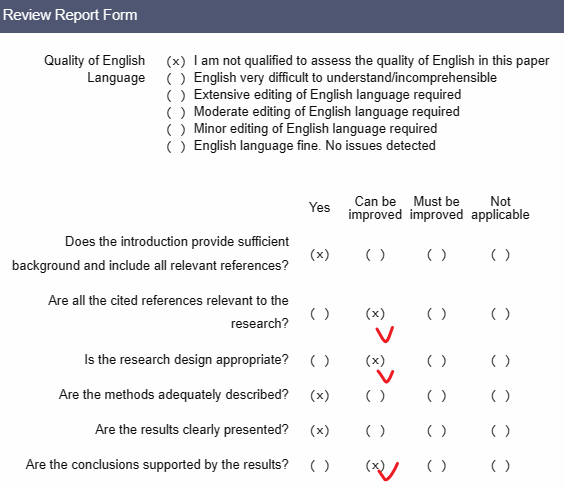 Review Report Form
Quality of English Language
(x) I am not qualified to assess the quality of English in this paper
( ) English very difficult to understand/incomprehensible
( ) Extensive editing of English language required
( ) Moderate editing of English language required
( ) Minor editing of English language required
( ) English language fine. No issues detected
Yes Can be improved Must be improved Not applicable
Does the introduction provide sufficient
background and include all relevant references? (x) ( ) ( ) ( )
Are all the cited references relevant to the
research? ( ) (x) ( ) ( )
Is the research design appropriate? ( ) (x) ( ) ( )
Are the methods adequately described? (x) ( ) ( ) ( )
Are the results clearly presented? (x) ( ) ( ) ( )
Are the conclusions supported by the results? ( ) (x) ( ) ( )